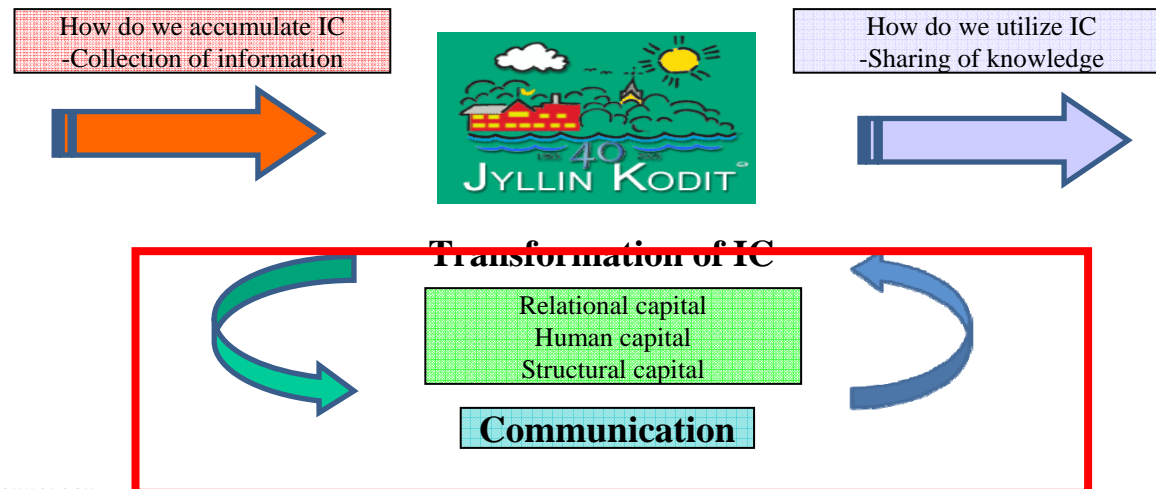 How do we accumulate IC
-Collection of information
How do we utilize IC
-Sharing of knowledge
40
JYLLIN KODIT
Transformation of IC
Relational capital
Human capital
Structural capital
Communication